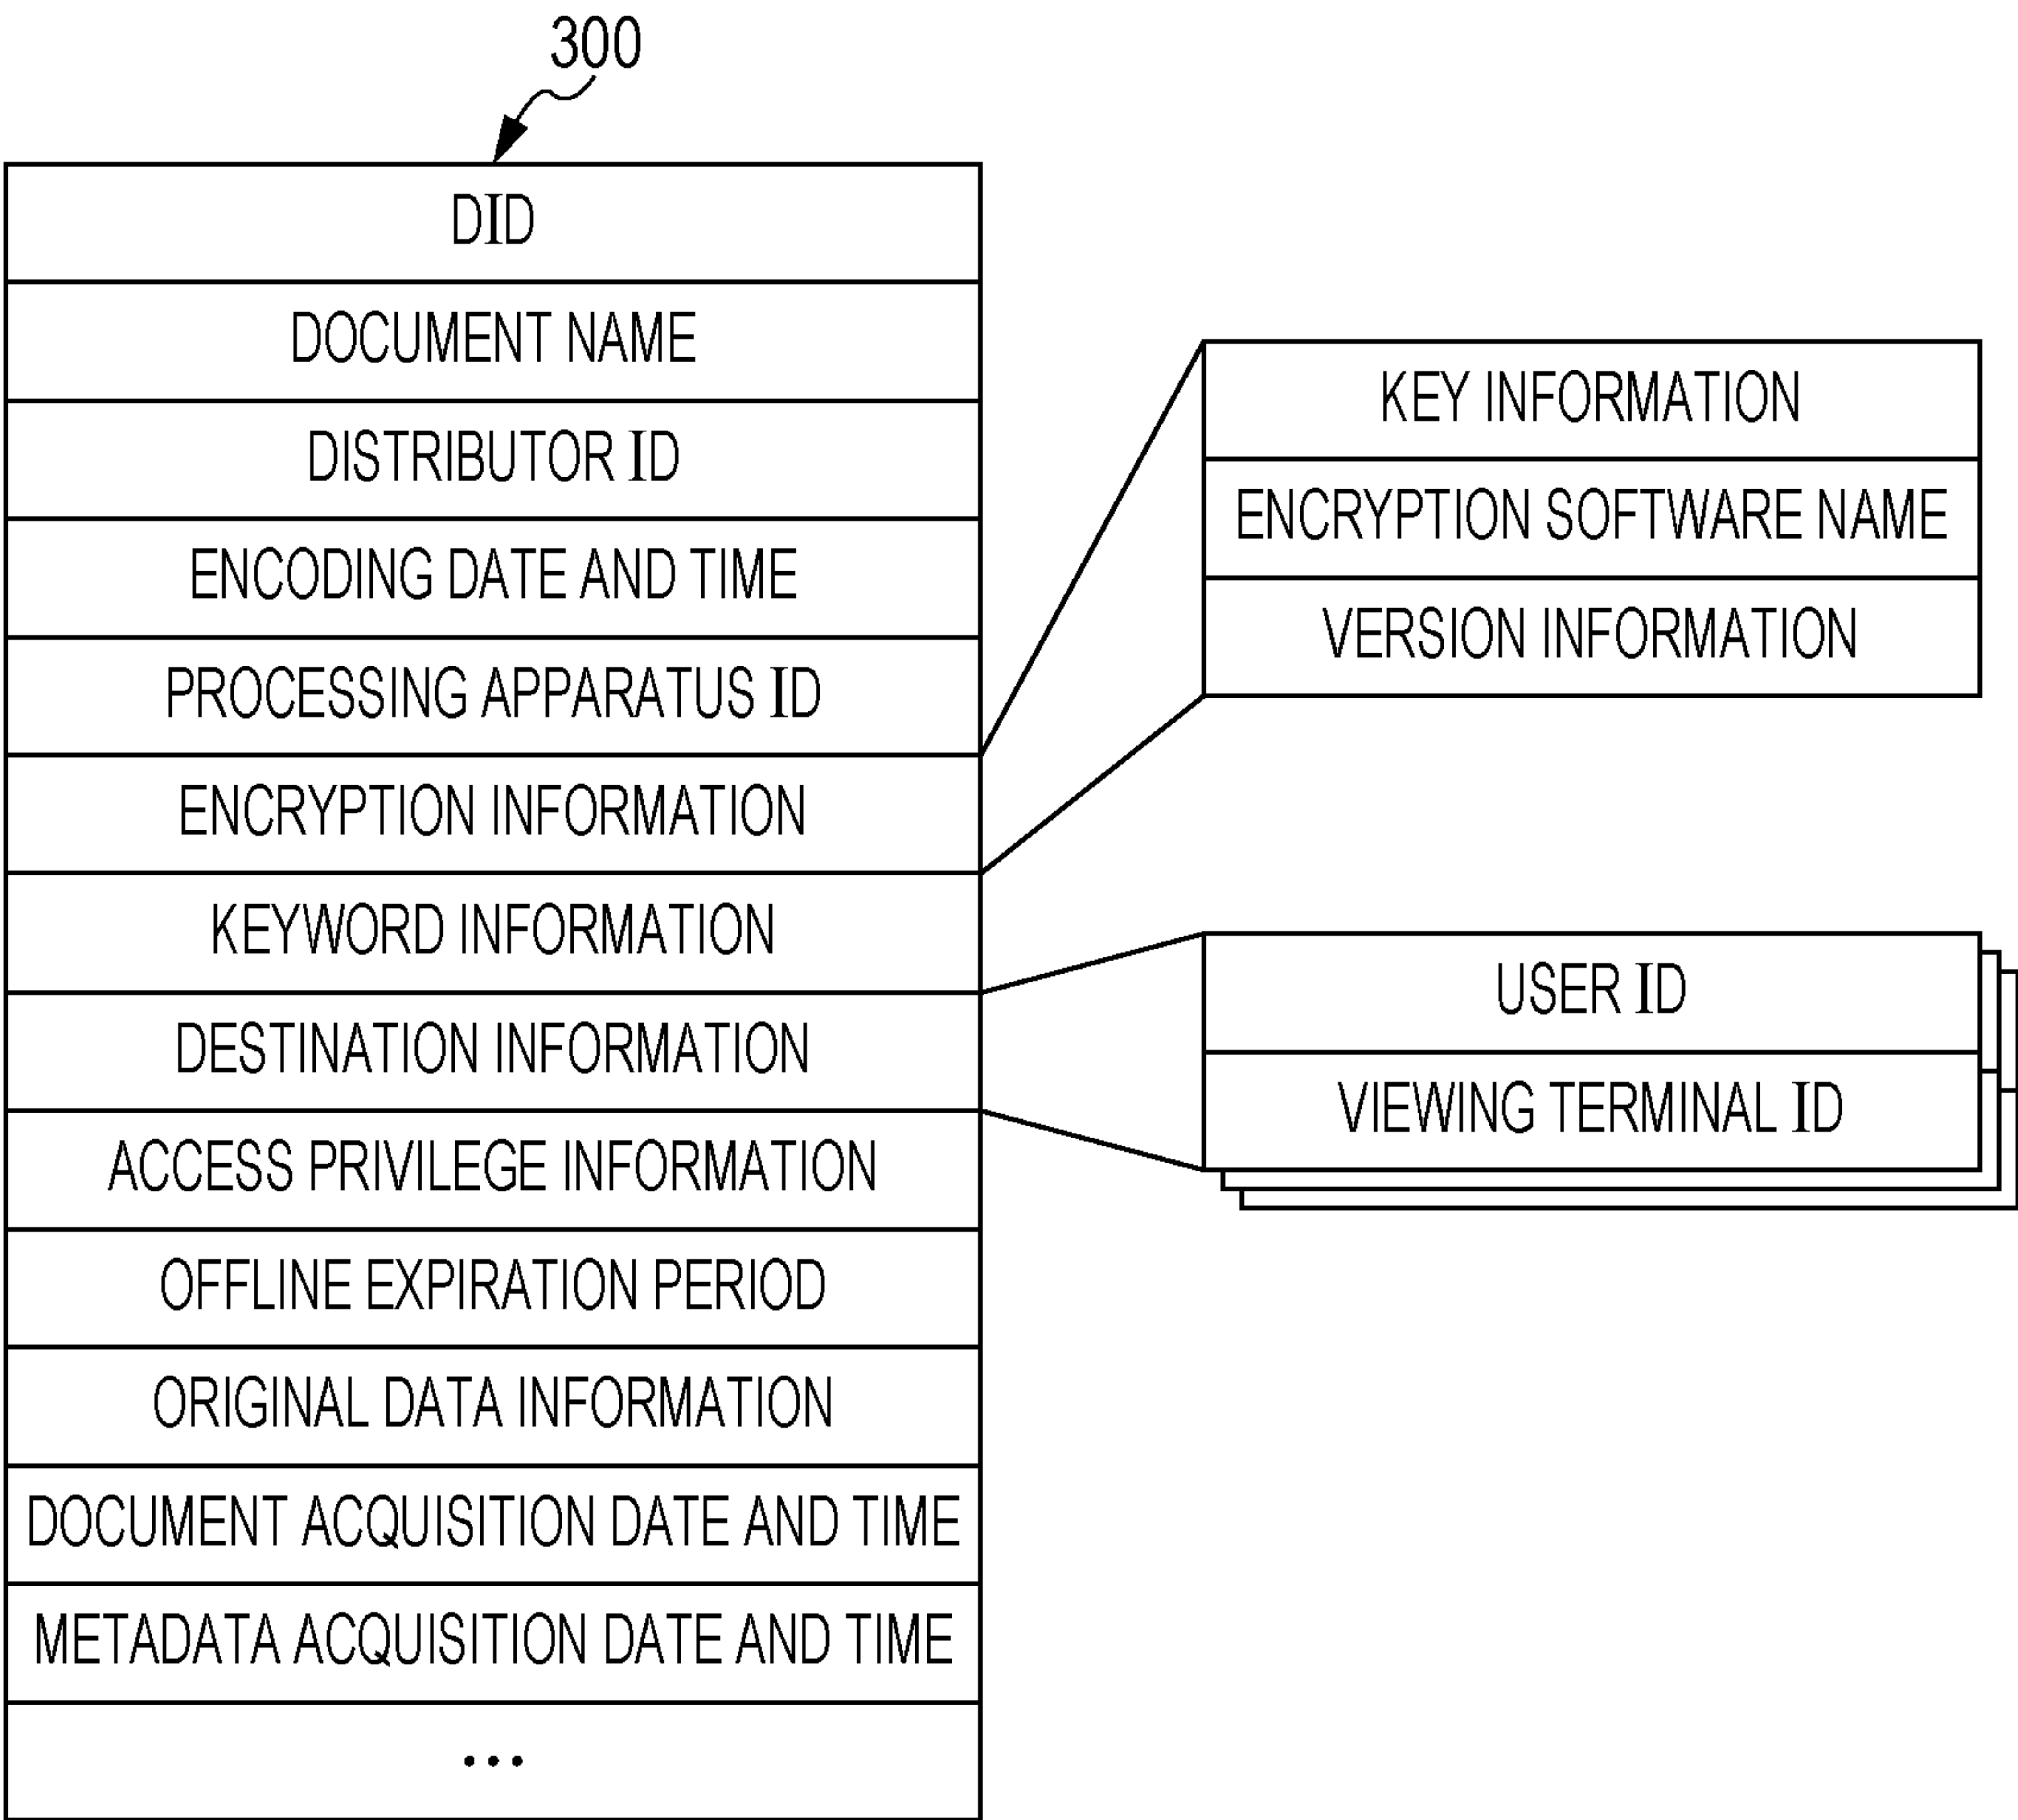 300
DID
DOCUMENT NAME
DISTRIBUTOR ID
ENCODING DATE AND TIME
PROCESSING APPARATUS ID
ENCRYPTION INFORMATION
KEYWORD INFORMATION
DESTINATION INFORMATION
ACCESS PRIVILEGE INFORMATION
OFFLINE EXPIRATION PERIOD
ORIGINAL DATA INFORMATION
DOCUMENT ACQUISITION DATE AND TIME
METADATA ACQUISITION DATE AND TIME
...
KEY INFORMATION
ENCRYPTION SOFTWARE NAME
VERSION INFORMATION
USER ID
VIEWING TERMINAL ID